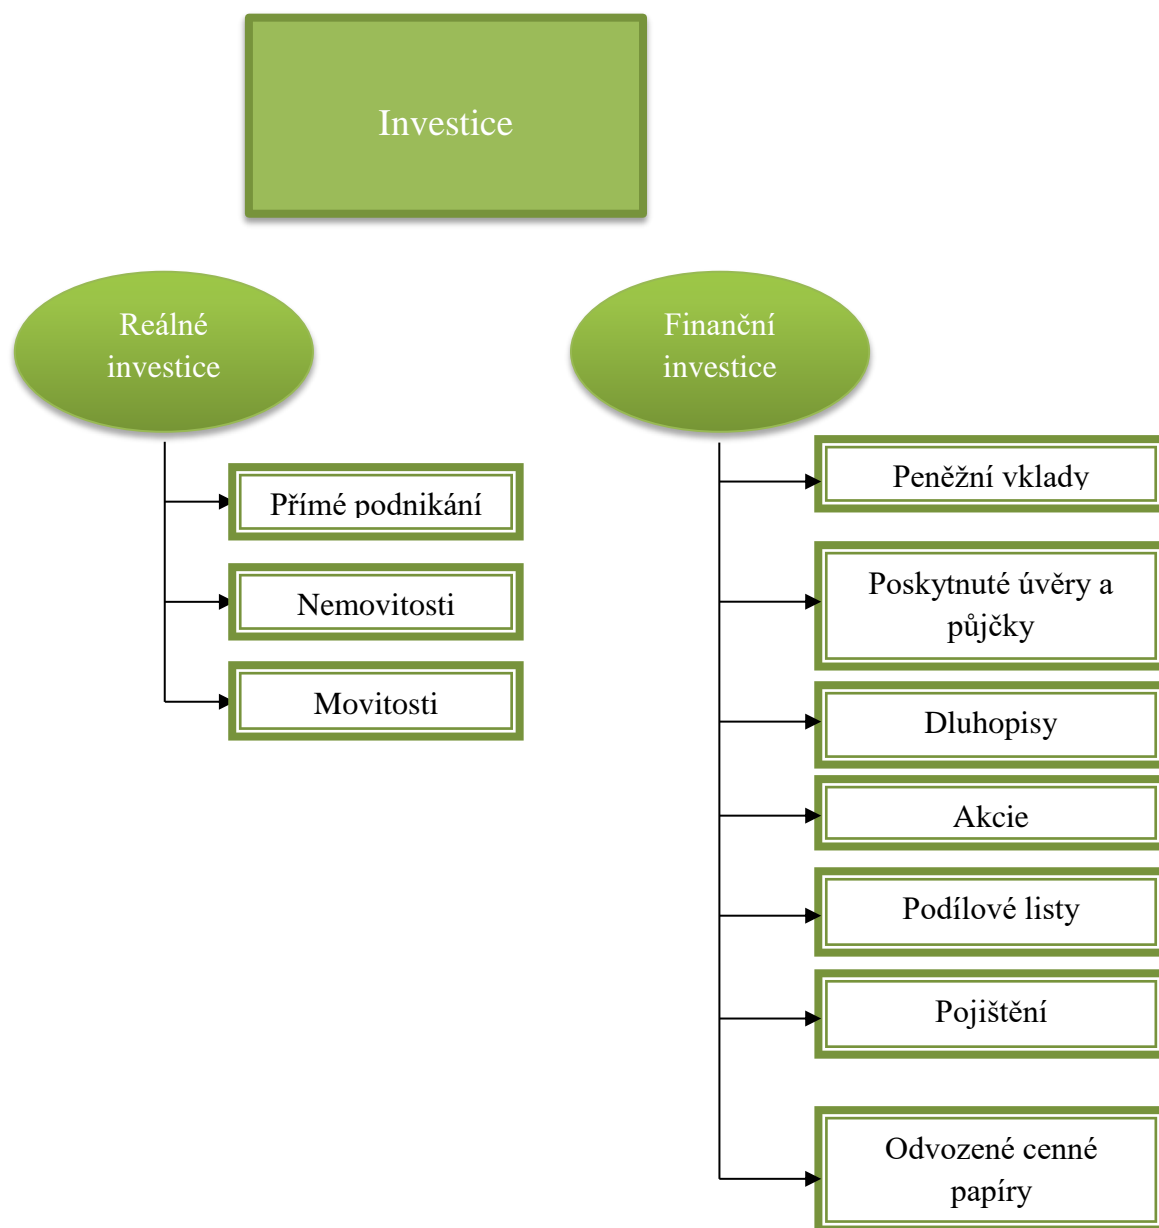 Investice
Reálné
investice
Přímé podnikání
Nemovitosti
Movitosti
Finanční
investice
Peněžní vklady
Poskytnuté úvěry a
půjčky
Dluhopisy
Akcie
Podílové listy
Pojištění
Odvozené cenné
papíry